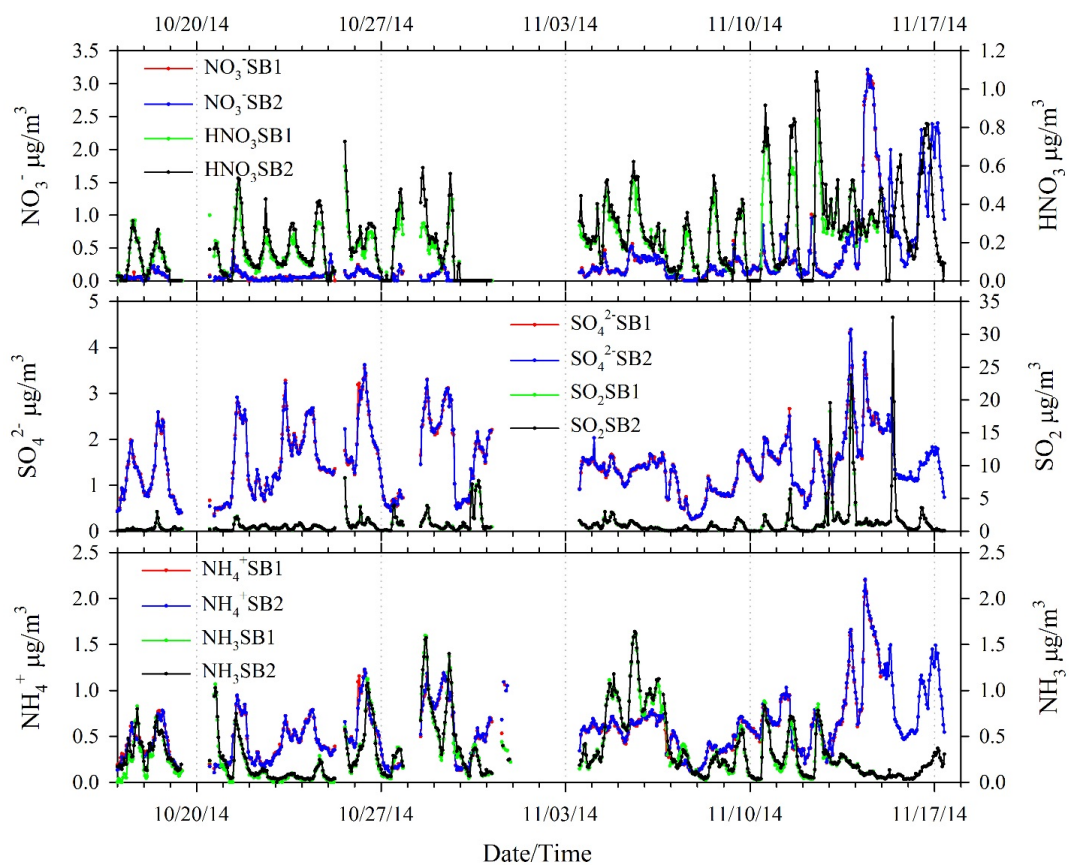 10/20/14 10/27/14 11/03/14 11/10/14 11/17/14
3.5 3.0 2.5 2.0 1.5 1.0 0.5 0.0
NO₃⁻ µg/m³
NO₃⁻SB1
NO₃⁻SB2
HNO₃SB1
HNO₃SB2
1.2 1.0 0.8 0.6 0.4 0.2 0.0
HNO₃ µg/m³
5 4 3 2 1 0
SO₄²⁻ µg/m³
SO₄²⁻SB1
SO₄²⁻SB2
SO₂SB1
SO₂SB2
35 30 25 20 15 10 5 0
SO₂ µg/m³
2.5 2.0 1.5 1.0 0.5 0.0
NH₄⁺ µg/m³
NH₄⁺SB1
NH₄⁺SB2
NH₃SB1
NH₃SB2
2.5 2.0 1.5 1.0 0.5 0.0
NH₃ µg/m³
10/20/14 10/27/14 11/03/14 11/10/14 11/17/14
Date/Time